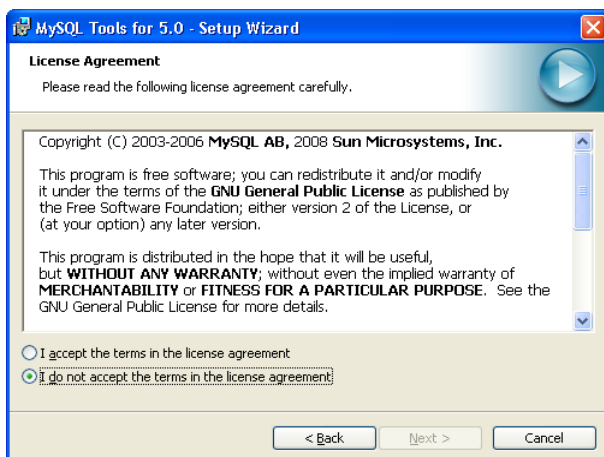 MySQL Tools for 5.0 - Setup Wizard
License Agreement
Please read the following license agreement carefully.
Copyright (C) 2003-2006 MySQL AB, 2008 Sun Microsystems, Inc.
This program is free software; you can redistribute it and/or modify
it under the terms of the GNU General Public License as published by
the Free Software Foundation; either version 2 of the License, or
(at your option) any later version.
This program is distributed in the hope that it will be useful,
but WITHOUT ANY WARRANTY; without even the implied warranty of
MERCHANTABILITY or FITNESS FOR A PARTICULAR PURPOSE. See the
GNU General Public License for more details.
I accept the terms in the license agreement
I do not accept the terms in the license agreement
< Back Next > Cancel